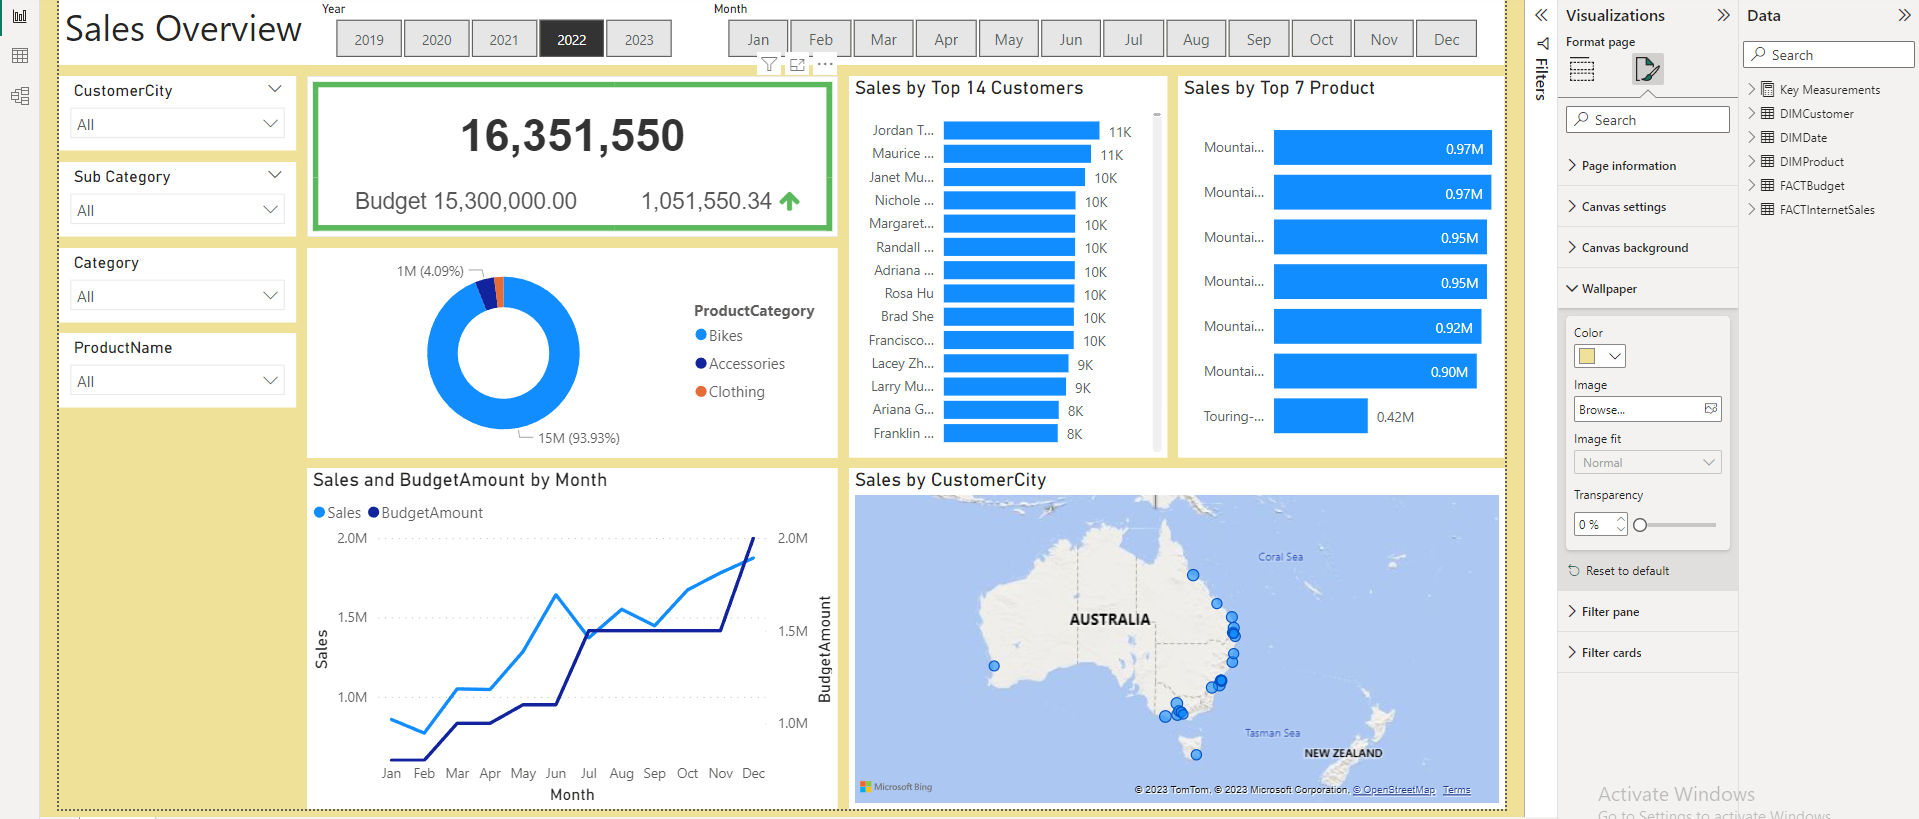 Sales Overview
Year
2019
2020
2021
2022
2023
Month
Jan
Feb
Mar
Apr
May
Jun
Jul
Aug
Sep
Oct
Nov
Dec
CustomerCity
All
Sub Category
All
Category
All
ProductName
All
16,351,550
Budget 15,300,000.00
1,051,550.34
1M (4.09%)
15M (93.93%)
ProductCategory
Bikes
Accessories
Clothing
Sales by Top 14 Customers
Jordan T... 11K
Maurice ... 11K
Janet Mu... 10K
Nichole ... 10K
Margaret... 10K
Randall ... 10K
Adriana ... 10K
Rosa Hu 10K
Brad She 10K
Francisco... 10K
Lacey Zh... 9K
Larry Mu... 9K
Ariana G... 8K
Franklin ... 8K
Sales by Top 7 Product
Mountai... 0.97M
Mountai... 0.97M
Mountai... 0.95M
Mountai... 0.95M
Mountai... 0.92M
Mountai... 0.90M
Touring-... 0.42M
Sales and BudgetAmount by Month
Sales BudgetAmount
2.0M
1.5M
1.0M
Sales
2.0M
1.5M
1.0M
BudgetAmount
Jan Feb Mar Apr May Jun Jul Aug Sep Oct Nov Dec
Month
Sales by CustomerCity
Coral Sea
AUSTRALIA
Tasman Sea
NEW ZEALAND
Microsoft Bing
© 2023 TomTom, © 2023 Microsoft Corporation, © OpenStreetMap Terms
Filters
Visualizations
Format page
Search
Page information
Canvas settings
Canvas background
Wallpaper
Color
Image
Browse...
Image fit
Normal
Transparency
0 %
Reset to default
Filter pane
Filter cards
Data
Search
Key Measurements
DIMCustomer
DIMDate
DIMProduct
FACTBudget
FACTInternetSales
Activate Windows
Go to Settings to activate Windows.